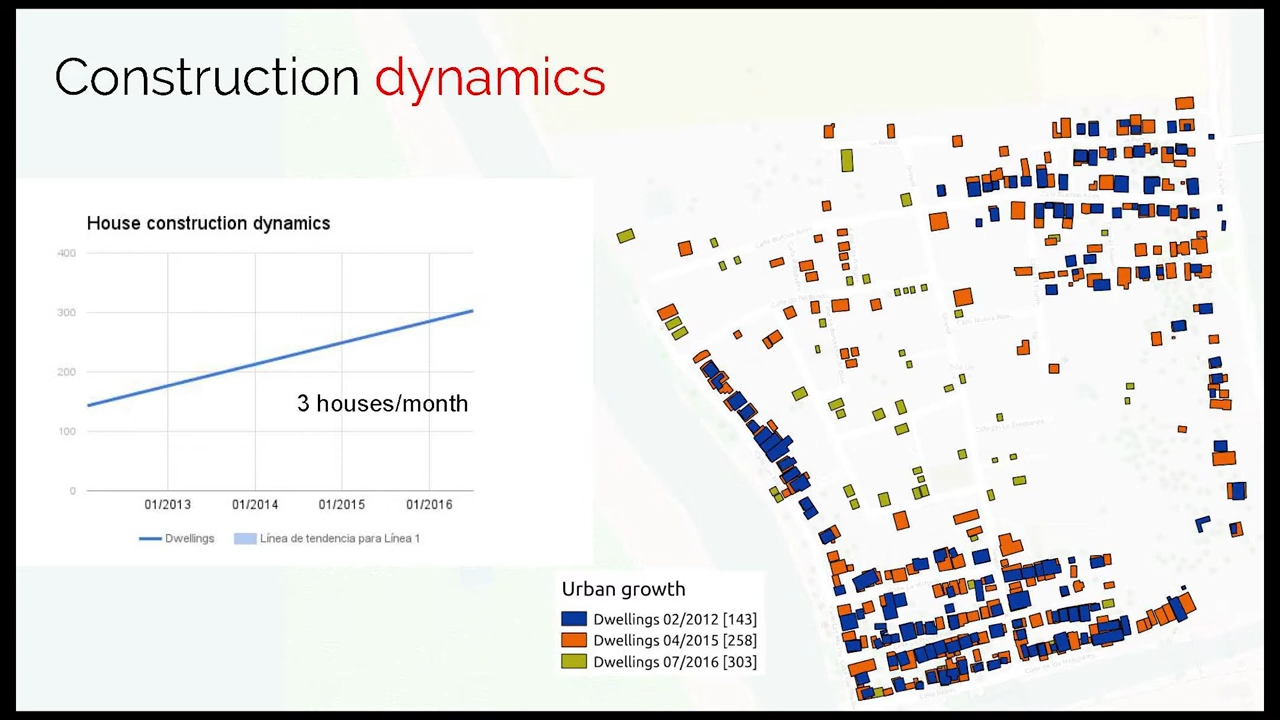 Construction dynamics
House construction dynamics
400
300
200
100
0
3 houses/month
01/2013
01/2014
01/2015
01/2016
Dwellings
Línea de tendencia para Línea 1
Urban growth
Dwellings 02/2012 [143]
Dwellings 04/2015 [258]
Dwellings 07/2016 [303]